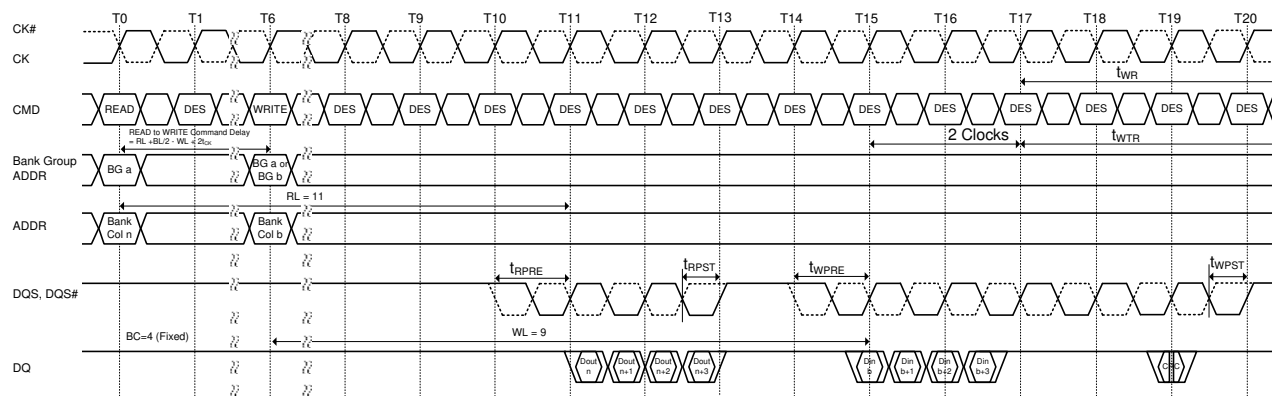 T0 T1 T6 T8 T9 T10 T11 T12 T13 T14 T15 T16 T17 T18 T19 T20
CK#
CK
tWR
CMD READ DES WRITE DES DES DES DES DES DES DES DES DES DES DES DES DES
READ to WRITE Command Delay
= RL +BL/2 - WL + 2tCK
2 Clocks tWTR
Bank Group
ADDR
BG a
BG a or
BG b
RL = 11
ADDR
Bank
Col n
Bank
Col b
tRPRE tRPST tWPRE tWPST
DQS, DQS#
BC=4 (Fixed) WL = 9
DQ
Dout
n
Dout
n+1
Dout
n+2
Dout
n+3
Din
b
Din
b+1
Din
b+2
Din
b+3
CRC